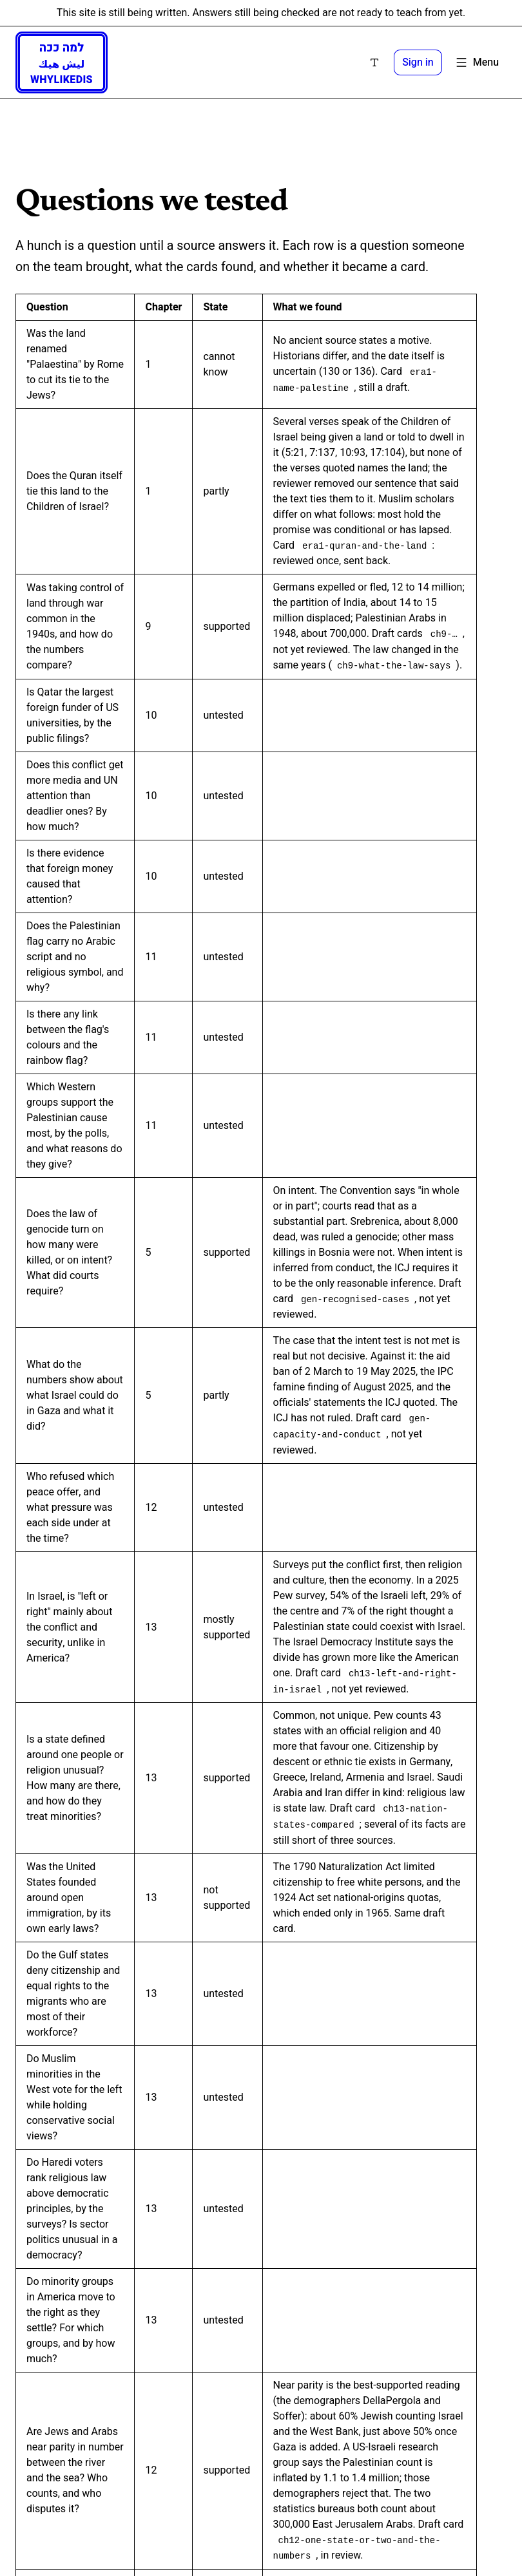 This site is still being written. Answers still being checked are not ready to teach from yet.
למה ככה
ليش هيك
WHYLIKEDIS
T
Sign in
Menu
Questions we tested
A hunch is a question until a source answers it. Each row is a question someone
on the team brought, what the cards found, and whether it became a card.
Question
Chapter
State
What we found
Was the land
renamed
"Palaestina" by Rome
to cut its tie to the
Jews?
1
cannot
know
No ancient source states a motive.
Historians differ, and the date itself is
uncertain (130 or 136). Card era1-
name-palestine , still a draft.
Does the Quran itself
tie this land to the
Children of Israel?
1
partly
Several verses speak of the Children of
Israel being given a land or told to dwell in
it (5:21, 7:137, 10:93, 17:104), but none of
the verses quoted names the land; the
reviewer removed our sentence that said
the text ties them to it. Muslim scholars
differ on what follows: most hold the
promise was conditional or has lapsed.
Card era1-quran-and-the-land :
reviewed once, sent back.
Was taking control of
land through war
common in the
1940s, and how do
the numbers
compare?
9
supported
Germans expelled or fled, 12 to 14 million;
the partition of India, about 14 to 15
million displaced; Palestinian Arabs in
1948, about 700,000. Draft cards ch9-… ,
not yet reviewed. The law changed in the
same years ( ch9-what-the-law-says ).
Is Qatar the largest
foreign funder of US
universities, by the
public filings?
10
untested
Does this conflict get
more media and UN
attention than
deadlier ones? By
how much?
10
untested
Is there evidence
that foreign money
caused that
attention?
10
untested
Does the Palestinian
flag carry no Arabic
script and no
religious symbol, and
why?
11
untested
Is there any link
between the flag's
colours and the
rainbow flag?
11
untested
Which Western
groups support the
Palestinian cause
most, by the polls,
and what reasons do
they give?
11
untested
Does the law of
genocide turn on
how many were
killed, or on intent?
What did courts
require?
5
supported
On intent. The Convention says "in whole
or in part"; courts read that as a
substantial part. Srebrenica, about 8,000
dead, was ruled a genocide; other mass
killings in Bosnia were not. When intent is
inferred from conduct, the ICJ requires it
to be the only reasonable inference. Draft
card gen-recognised-cases , not yet
reviewed.
What do the
numbers show about
what Israel could do
in Gaza and what it
did?
5
partly
The case that the intent test is not met is
real but not decisive. Against it: the aid
ban of 2 March to 19 May 2025, the IPC
famine finding of August 2025, and the
officials' statements the ICJ quoted. The
ICJ has not ruled. Draft card gen-
capacity-and-conduct , not yet
reviewed.
Who refused which
peace offer, and
what pressure was
each side under at
the time?
12
untested
In Israel, is "left or
right" mainly about
the conflict and
security, unlike in
America?
13
mostly
supported
Surveys put the conflict first, then religion
and culture, then the economy. In a 2025
Pew survey, 54% of the Israeli left, 29% of
the centre and 7% of the right thought a
Palestinian state could coexist with Israel.
The Israel Democracy Institute says the
divide has grown more like the American
one. Draft card ch13-left-and-right-
in-israel , not yet reviewed.
Is a state defined
around one people or
religion unusual?
How many are there,
and how do they
treat minorities?
13
supported
Common, not unique. Pew counts 43
states with an official religion and 40
more that favour one. Citizenship by
descent or ethnic tie exists in Germany,
Greece, Ireland, Armenia and Israel. Saudi
Arabia and Iran differ in kind: religious law
is state law. Draft card ch13-nation-
states-compared ; several of its facts are
still short of three sources.
Was the United
States founded
around open
immigration, by its
own early laws?
13
not
supported
The 1790 Naturalization Act limited
citizenship to free white persons, and the
1924 Act set national-origins quotas,
which ended only in 1965. Same draft
card.
Do the Gulf states
deny citizenship and
equal rights to the
migrants who are
most of their
workforce?
13
untested
Do Muslim
minorities in the
West vote for the left
while holding
conservative social
views?
13
untested
Do Haredi voters
rank religious law
above democratic
principles, by the
surveys? Is sector
politics unusual in a
democracy?
13
untested
Do minority groups
in America move to
the right as they
settle? For which
groups, and by how
much?
13
untested
Are Jews and Arabs
near parity in number
between the river
and the sea? Who
counts, and who
disputes it?
12
supported
Near parity is the best-supported reading
(the demographers DellaPergola and
Soffer): about 60% Jewish counting Israel
and the West Bank, just above 50% once
Gaza is added. A US-Israeli research
group says the Palestinian count is
inflated by 1.1 to 1.4 million; those
demographers reject that. The two
statistics bureaus both count about
300,000 East Jerusalem Arabs. Draft card
ch12-one-state-or-two-and-the-
numbers , in review.